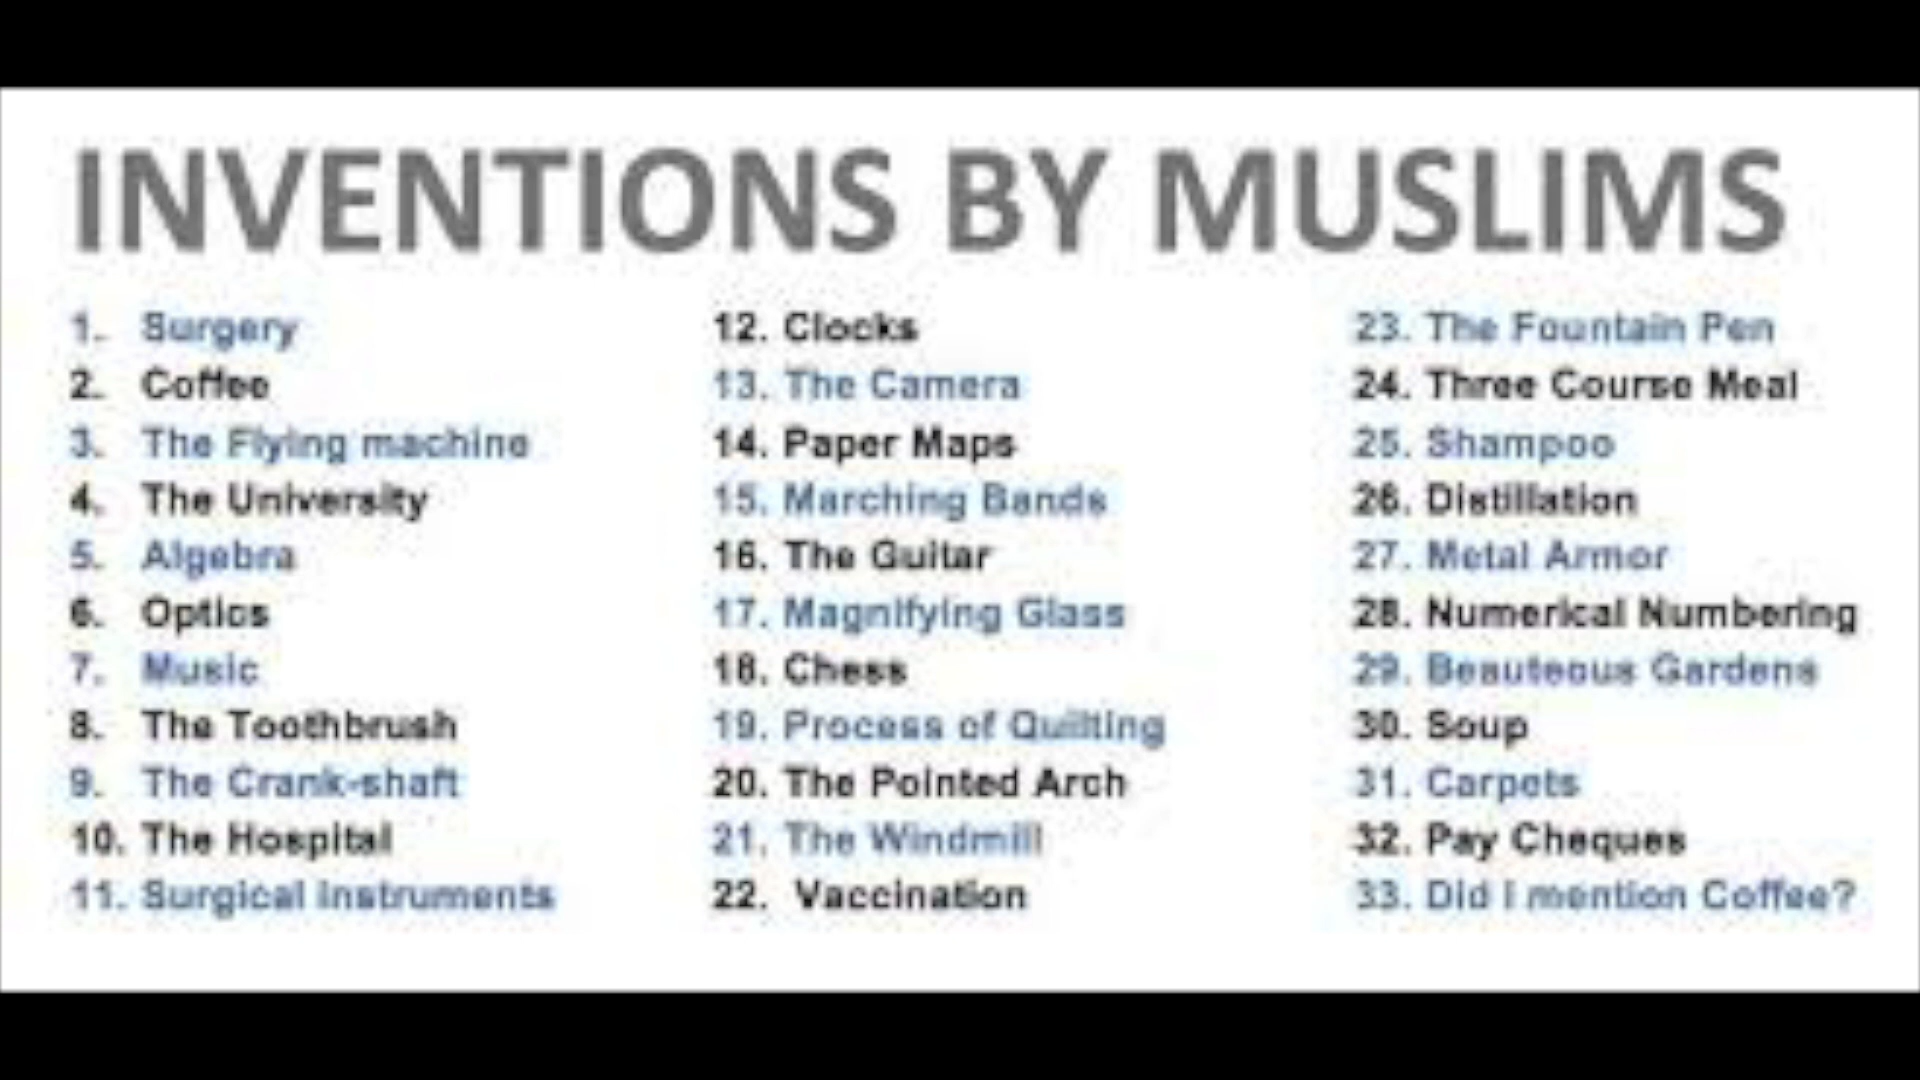 INVENTIONS BY MUSLIMS
1. Surgery
2. Coffee
3. The Flying machine
4. The University
5. Algebra
6. Optics
7. Music
8. The Toothbrush
9. The Crank-shaft
10. The Hospital
11. Surgical Instruments
12. Clocks
13. The Camera
14. Paper Maps
15. Marching Bands
16. The Guitar
17. Magnifying Glass
18. Chess
19. Process of Quilting
20. The Pointed Arch
21. The Windmill
22. Vaccination
23. The Fountain Pen
24. Three Course Meal
25. Shampoo
26. Distillation
27. Metal Armor
28. Numerical Numbering
29. Beauteous Gardens
30. Soup
31. Carpets
32. Pay Cheques
33. Did I mention Coffee?